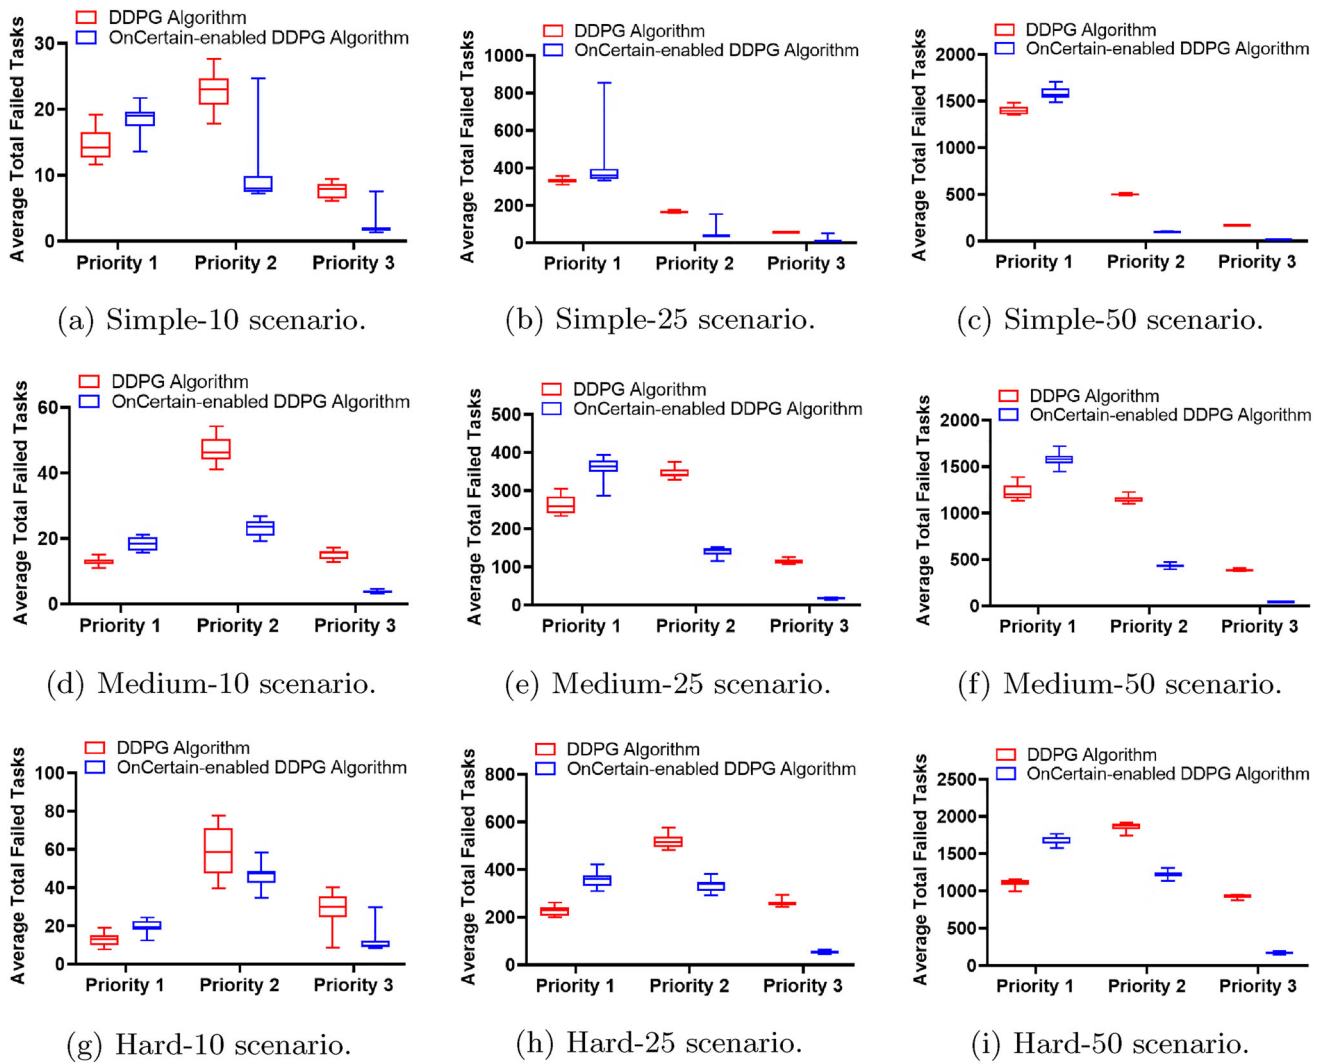 DDPG Algorithm
OnCertain-enabled DDPG Algorithm
Average Total Failed Tasks
30
20
10
0
Priority 1 Priority 2 Priority 3
(a) Simple-10 scenario.
DDPG Algorithm
OnCertain-enabled DDPG Algorithm
Average Total Failed Tasks
1000
800
600
400
200
0
Priority 1 Priority 2 Priority 3
(b) Simple-25 scenario.
DDPG Algorithm
OnCertain-enabled DDPG Algorithm
Average Total Failed Tasks
2000
1500
1000
500
0
Priority 1 Priority 2 Priority 3
(c) Simple-50 scenario.
DDPG Algorithm
OnCertain-enabled DDPG Algorithm
Average Total Failed Tasks
60
40
20
0
Priority 1 Priority 2 Priority 3
(d) Medium-10 scenario.
DDPG Algorithm
OnCertain-enabled DDPG Algorithm
Average Total Failed Tasks
500
400
300
200
100
0
Priority 1 Priority 2 Priority 3
(e) Medium-25 scenario.
DDPG Algorithm
OnCertain-enabled DDPG Algorithm
Average Total Failed Tasks
2000
1500
1000
500
0
Priority 1 Priority 2 Priority 3
(f) Medium-50 scenario.
DDPG Algorithm
OnCertain-enabled DDPG Algorithm
Average Total Failed Tasks
100
80
60
40
20
0
Priority 1 Priority 2 Priority 3
(g) Hard-10 scenario.
DDPG Algorithm
OnCertain-enabled DDPG Algorithm
Average Total Failed Tasks
800
600
400
200
0
Priority 1 Priority 2 Priority 3
(h) Hard-25 scenario.
DDPG Algorithm
OnCertain-enabled DDPG Algorithm
Average Total Failed Tasks
2500
2000
1500
1000
500
0
Priority 1 Priority 2 Priority 3
(i) Hard-50 scenario.